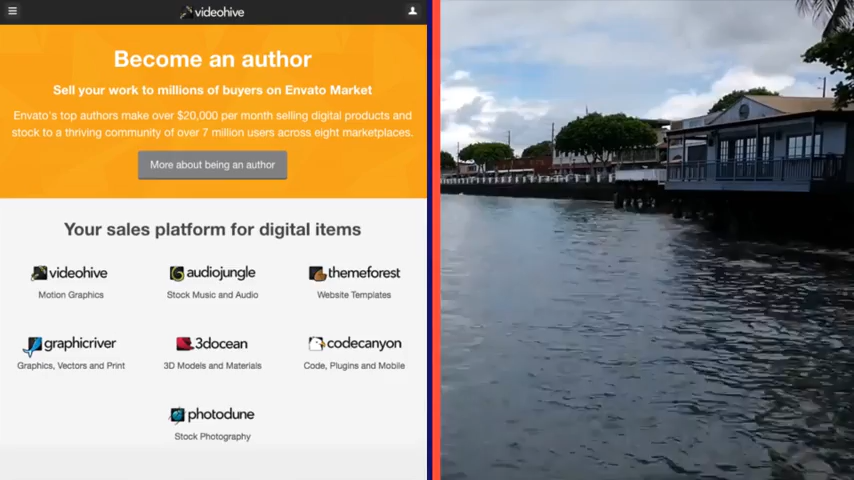 videohive
Become an author
Sell your work to millions of buyers on Envato Market
Envato's top authors make over $20,000 per month selling digital products and
stock to a thriving community of over 7 million users across eight marketplaces.
More about being an author
Your sales platform for digital items
videohive audiojungle themeforest
Motion Graphics Stock Music and Audio Website Templates
graphicriver 3docean codecanyon
Graphics, Vectors and Print 3D Models and Materials Code, Plugins and Mobile
photodune
Stock Photography